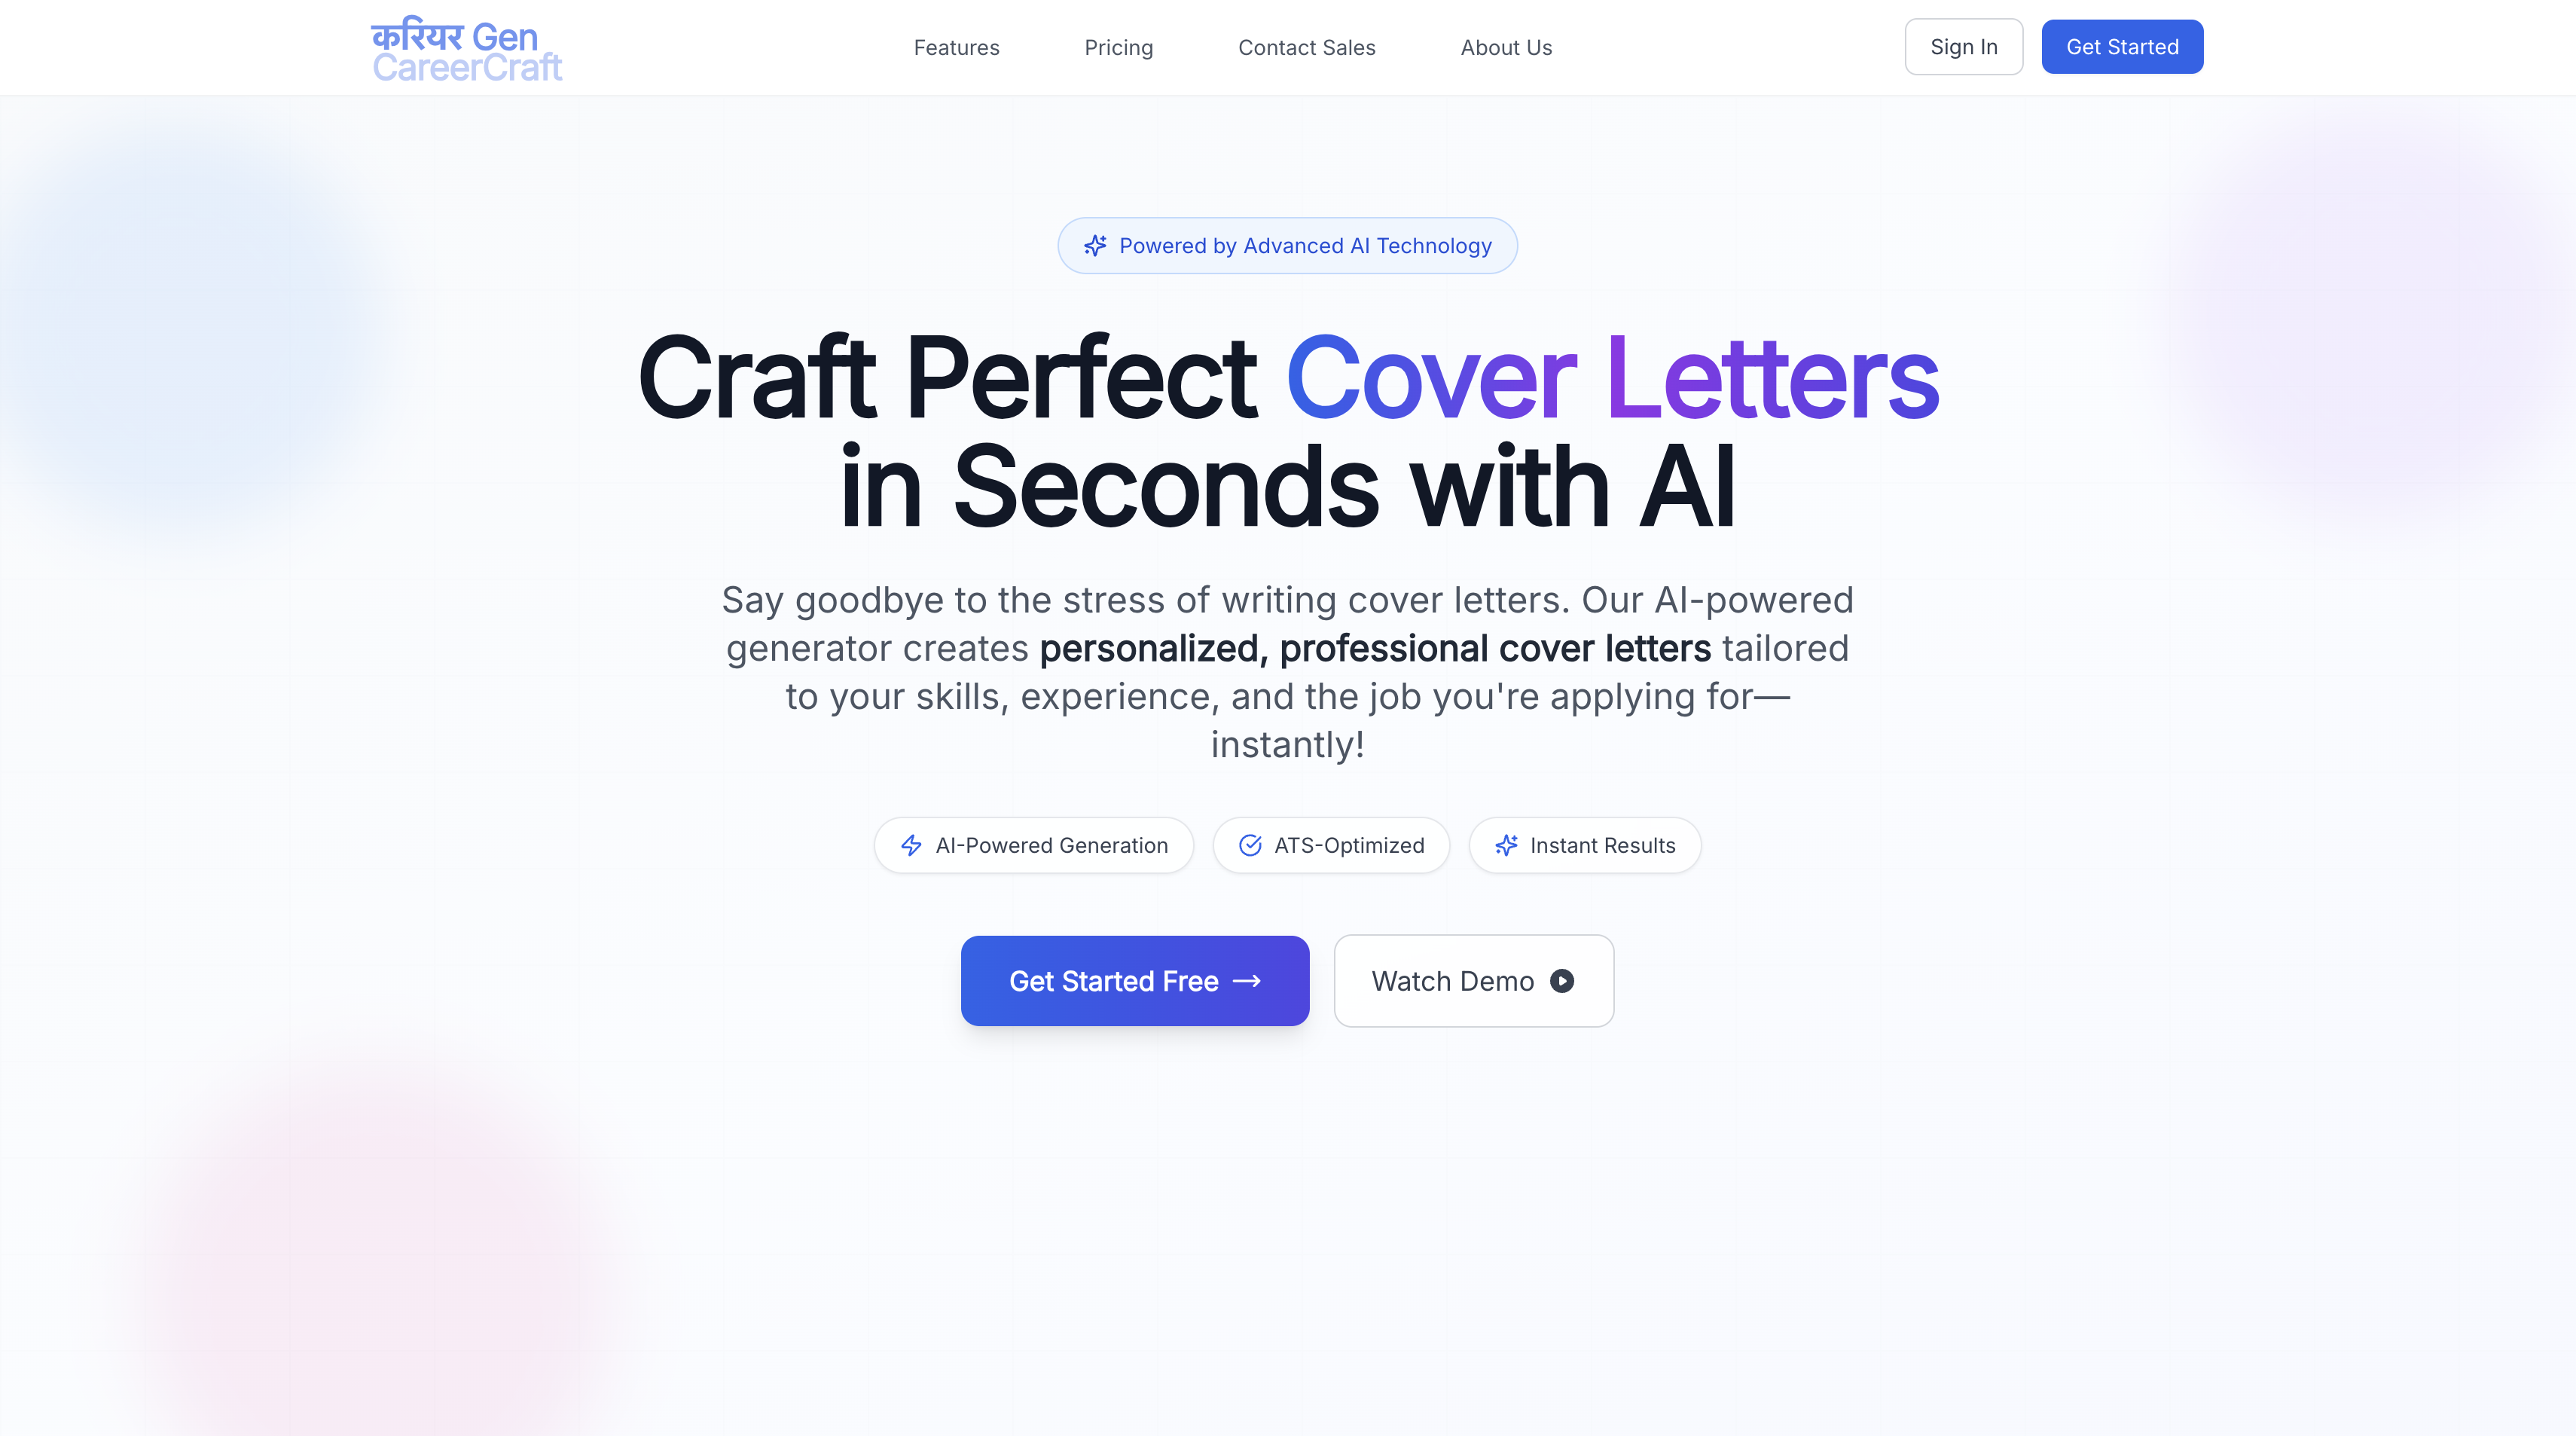 करियर Gen
CareerCraft
Features
Pricing
Contact Sales
About Us
Sign In
Get Started
Powered by Advanced AI Technology
Craft Perfect Cover Letters
in Seconds with AI
Say goodbye to the stress of writing cover letters. Our AI-powered
generator creates personalized, professional cover letters tailored
to your skills, experience, and the job you're applying for—
instantly!
AI-Powered Generation
ATS-Optimized
Instant Results
Get Started Free
Watch Demo